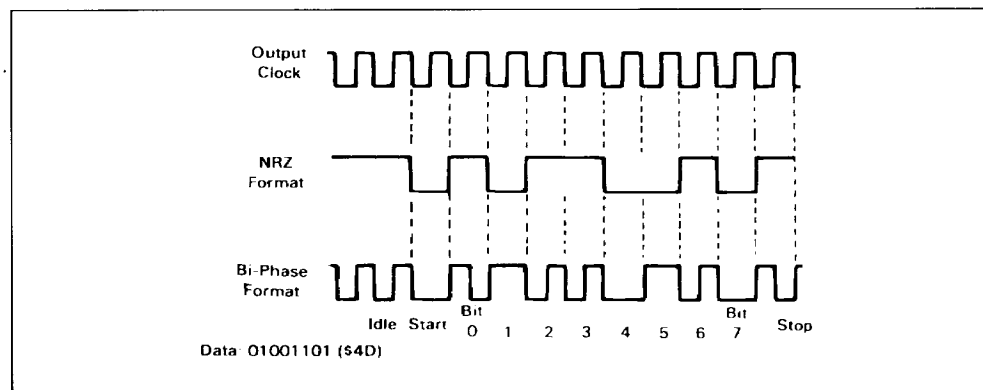 Output
Clock
NRZ
Format
Bi-Phase
Format
Idle Start Bit 0 1 2 3 4 5 6 Bit 7 Stop
Data: 01001101 ($4D)